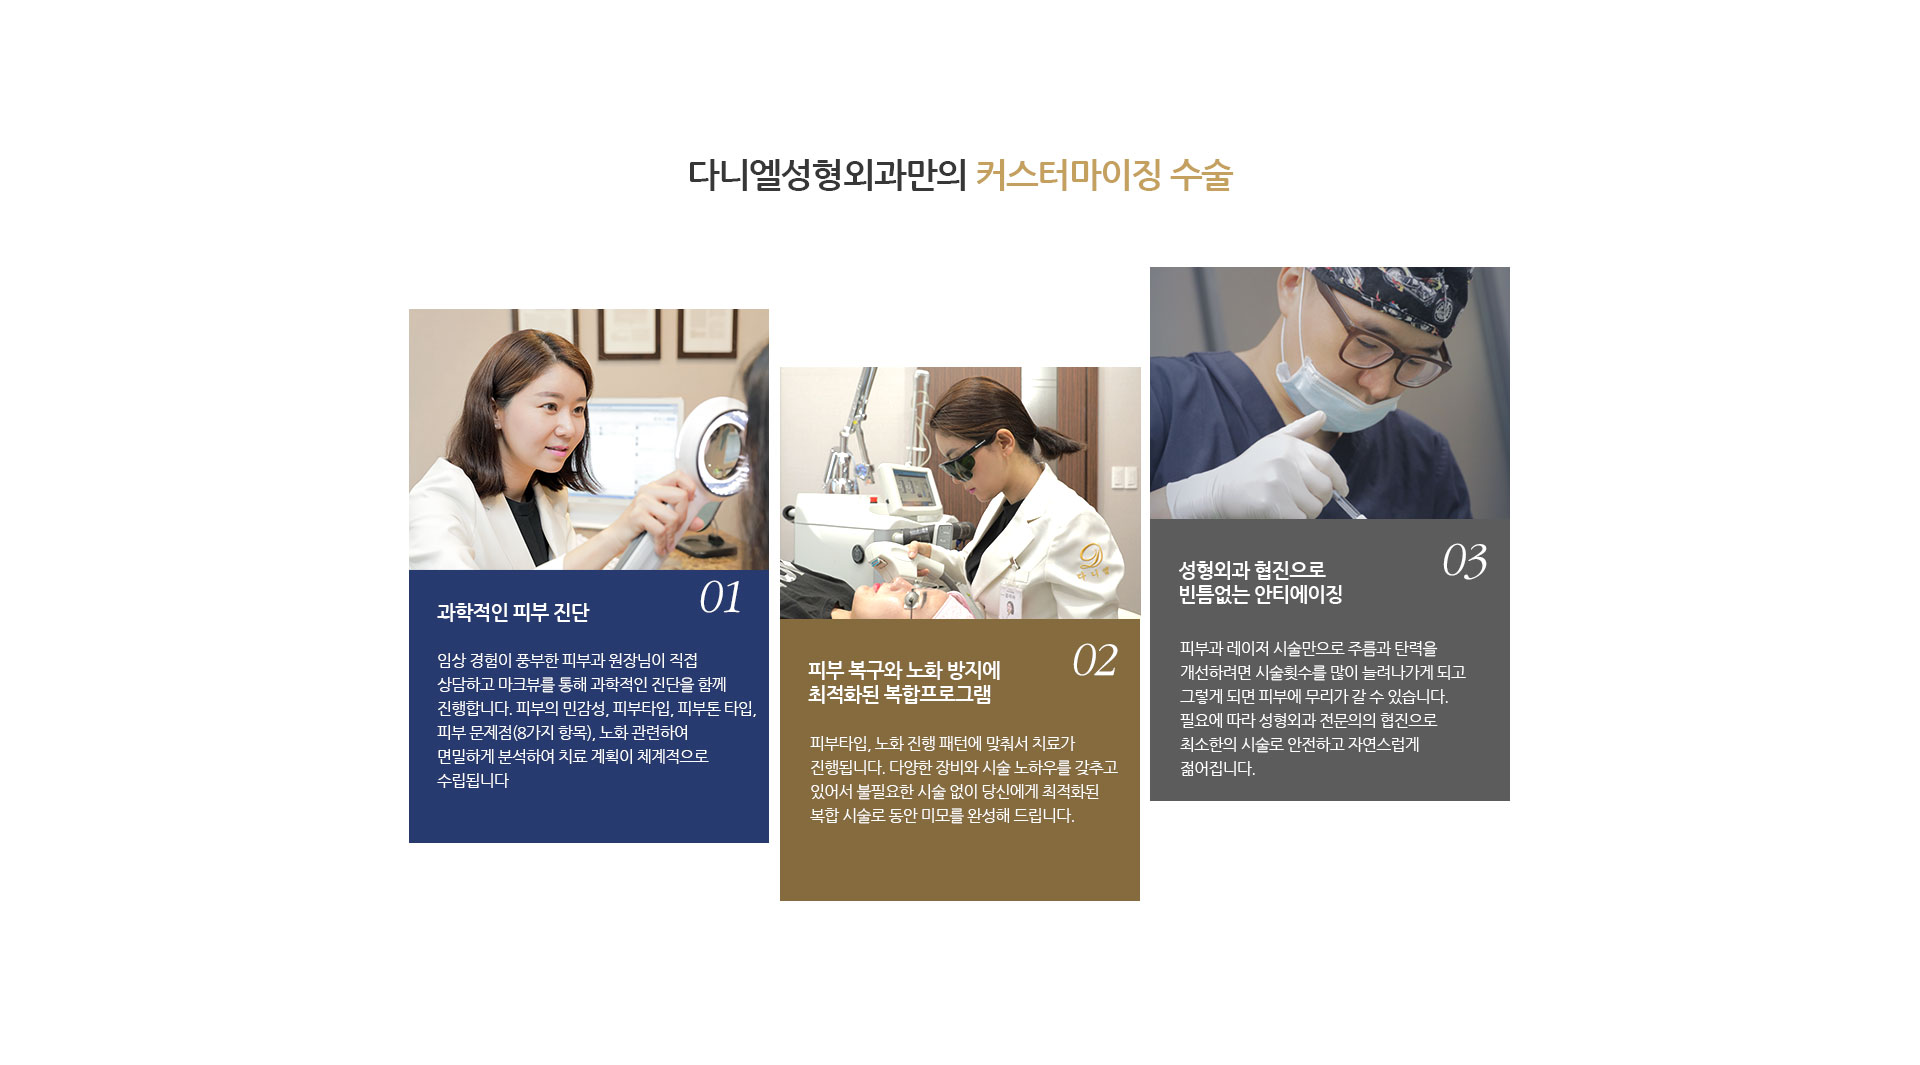 다니엘성형외과만의 커스터마이징 수술
01
과학적인 피부 진단
임상 경험이 풍부한 피부과 원장님이 직접
상담하고 마크뷰를 통해 과학적인 진단을 함께
진행합니다. 피부의 민감성, 피부타입, 피부톤 타입,
피부 문제점(8가지 항목), 노화 관련하여
면밀하게 분석하여 치료 계획이 체계적으로
수립됩니다
다니엘
02
피부 복구와 노화 방지에
최적화된 복합프로그램
피부타입, 노화 진행 패턴에 맞춰서 치료가
진행됩니다. 다양한 장비와 시술 노하우를 갖추고
있어서 불필요한 시술 없이 당신에게 최적화된
복합 시술로 동안 미모를 완성해 드립니다.
03
성형외과 협진으로
빈틈없는 안티에이징
피부과 레이저 시술만으로 주름과 탄력을
개선하려면 시술횟수를 많이 늘려나가게 되고
그렇게 되면 피부에 무리가 갈 수 있습니다.
필요에 따라 성형외과 전문의의 협진으로
최소한의 시술로 안전하고 자연스럽게
젊어집니다.